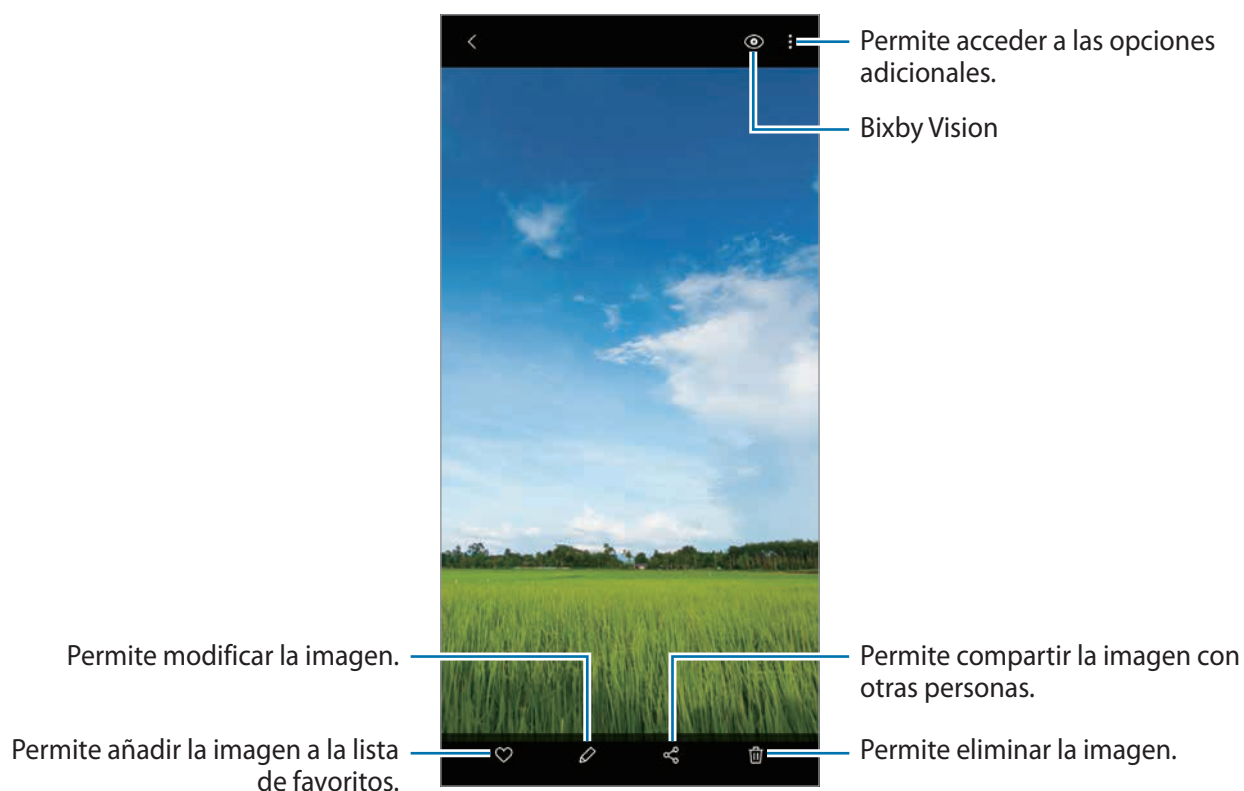 Permite acceder a las opciones
adicionales.
Bixby Vision
Permite modificar la imagen.
Permite compartir la imagen con
otras personas.
Permite añadir la imagen a la lista
de favoritos.
Permite eliminar la imagen.